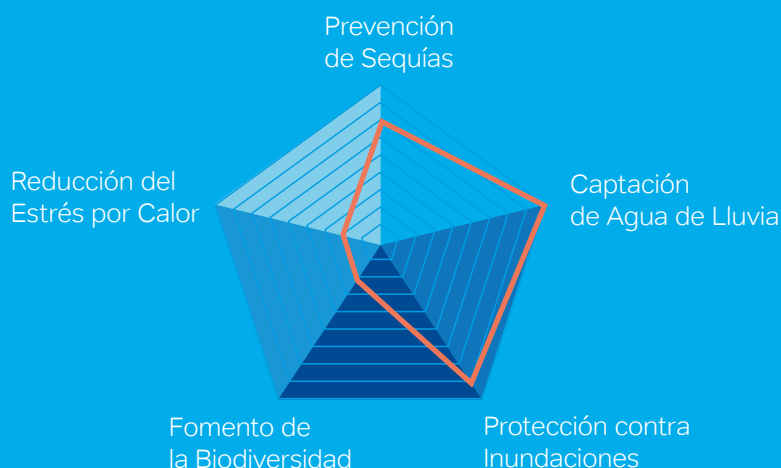 Prevención
de Sequías
Reducción del
Estrés por Calor
Captación
de Agua de Lluvia
Fomento de
la Biodiversidad
Protección contra
Inundaciones